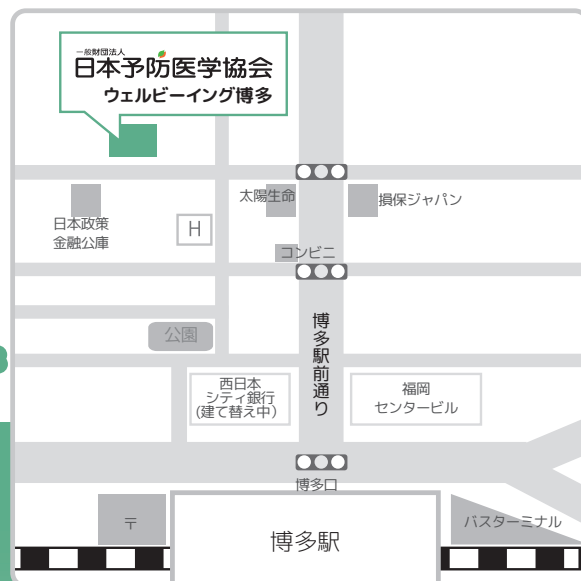 一般財団法人
日本予防医学協会
ウェルビーイング博多
太陽生命
損保ジャパン
日本政策
金融公庫
H
コンビニ
博多駅前通り
公園
西日本
シティ銀行
(建て替え中)
福岡
センタービル
博多口
〒
博多駅
バスターミナル